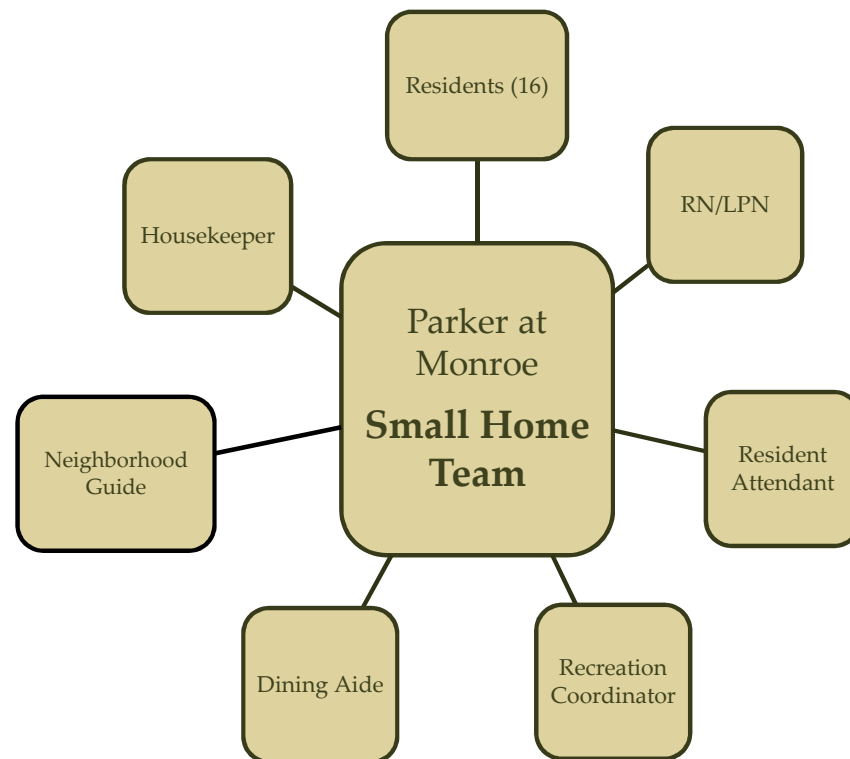 Residents (16)
RN/LPN
Housekeeper
Parker at
Monroe
Small Home
Team
Neighborhood
Guide
Resident
Attendant
Dining Aide
Recreation
Coordinator